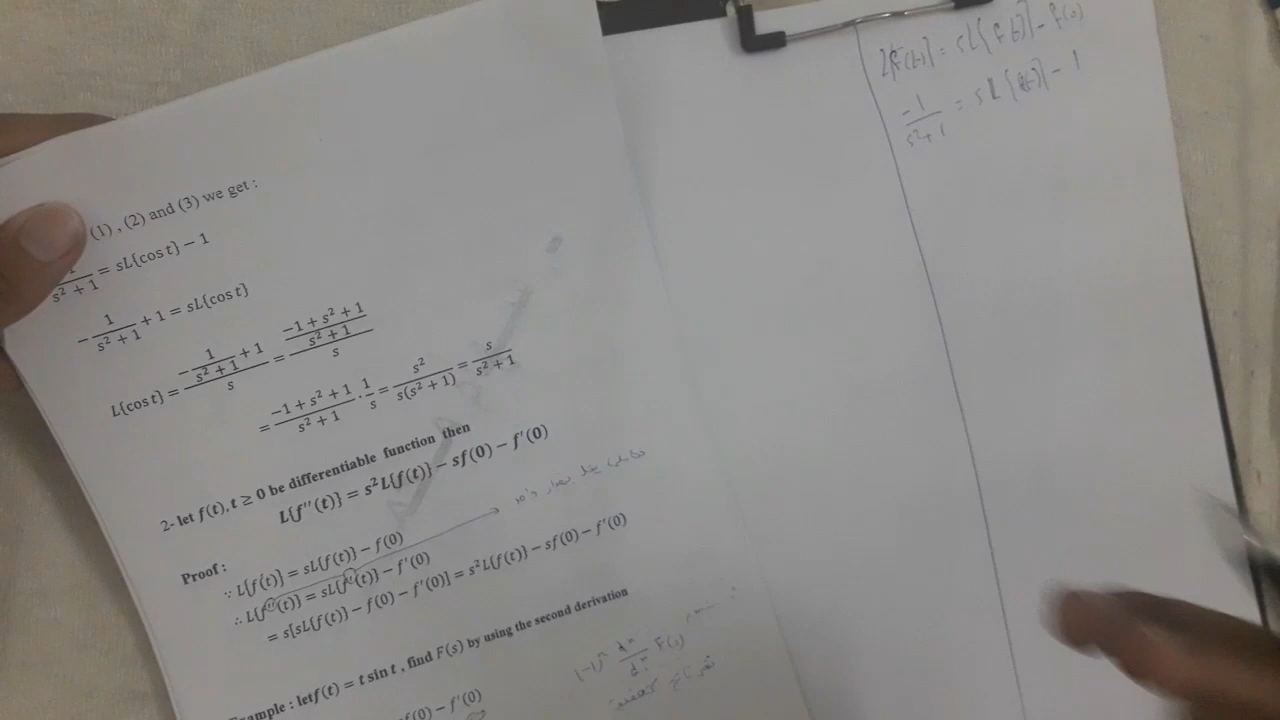 (1), (2) and (3) we get :
1/(s² + 1) = sL{cos t} − 1
−1/(s² + 1) + 1 = sL{cos t}
L{cos t} = (−1/(s² + 1) + 1)/s = ((−1 + s² + 1)/(s² + 1))/s
= (−1 + s² + 1)/(s² + 1) · 1/s = s²/(s(s² + 1)) = s/(s² + 1)
2- let f(t), t ≥ 0 be differentiable function then
L{f''(t)} = s²L{f(t)} − sf(0) − f'(0)
Proof :
∵ L{f(t)} = sL{f(t)} − f(0)
∴ L{f''(t)} = sL{f'(t)} − f'(0)
= s[sL{f(t)} − f(0) − f'(0)] = s²L{f(t)} − sf(0) − f'(0)
Example : let f(t) = t sin t , find F(s) by using the second derivation
f(0) − f'(0)
(−1)ⁿ dⁿ/dsⁿ F(s)
L{f'(t)} = sL{f(t)} − f(0)
−1/(s²+1) = sL{f(t)} − 1